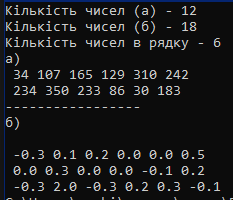 Кількість чисел (а) - 12
Кількість чисел (б) - 18
Кількість чисел в рядку - 6
а)
34 107 165 129 310 242
234 350 233 86 30 183
-----------------
б)
-0.3 0.1 0.2 0.0 0.0 0.5
0.0 0.3 0.0 0.0 -0.1 0.2
-0.3 2.0 -0.3 0.2 0.3 -0.1